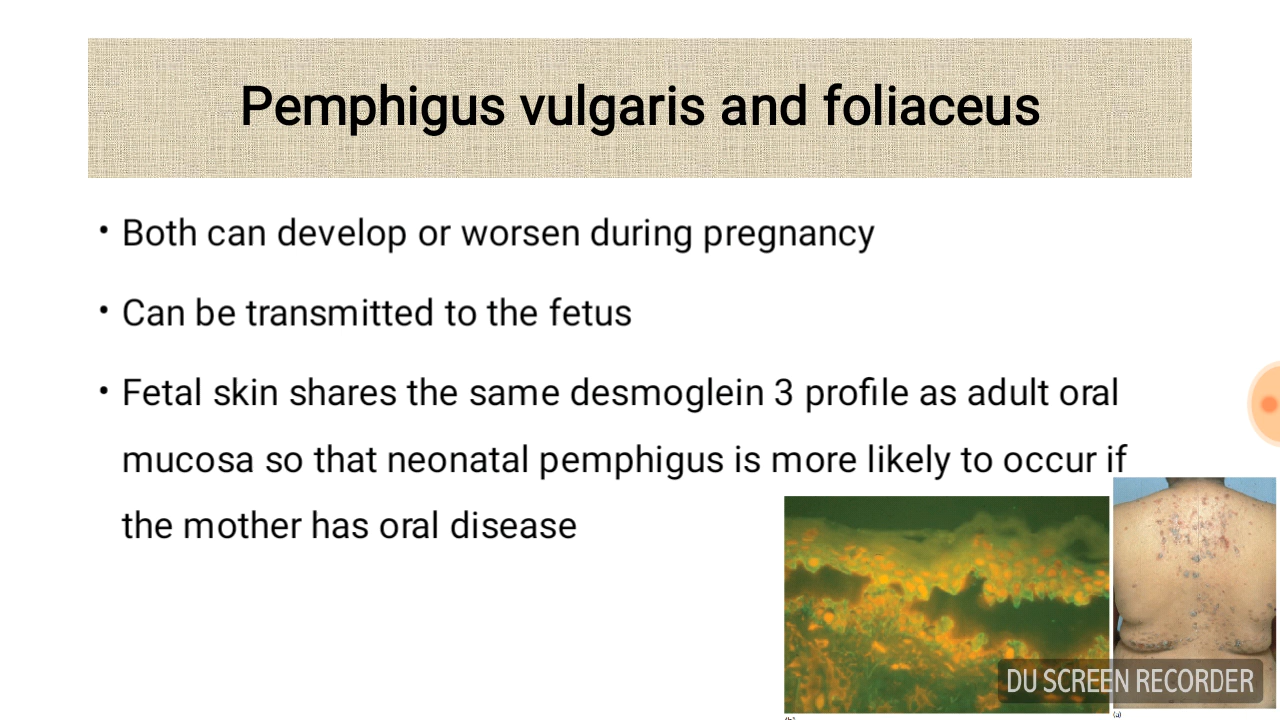 Pemphigus vulgaris and foliaceus
• Both can develop or worsen during pregnancy
• Can be transmitted to the fetus
• Fetal skin shares the same desmoglein 3 profile as adult oral
mucosa so that neonatal pemphigus is more likely to occur if
the mother has oral disease
DU SCREEN RECORDER
(a)